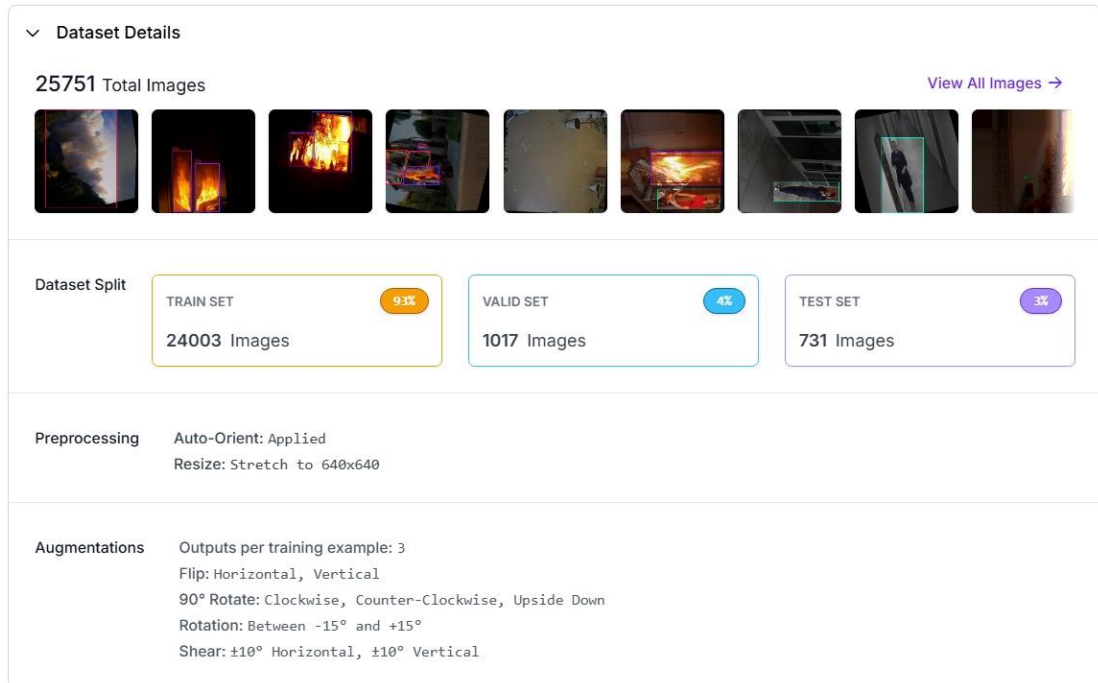 Dataset Details
25751 Total Images
View All Images →
Dataset Split
TRAIN SET
93%
24003 Images
VALID SET
4%
1017 Images
TEST SET
3%
731 Images
Preprocessing
Auto-Orient: Applied
Resize: Stretch to 640x640
Augmentations
Outputs per training example: 3
Flip: Horizontal, Vertical
90° Rotate: Clockwise, Counter-Clockwise, Upside Down
Rotation: Between -15° and +15°
Shear: ±10° Horizontal, ±10° Vertical